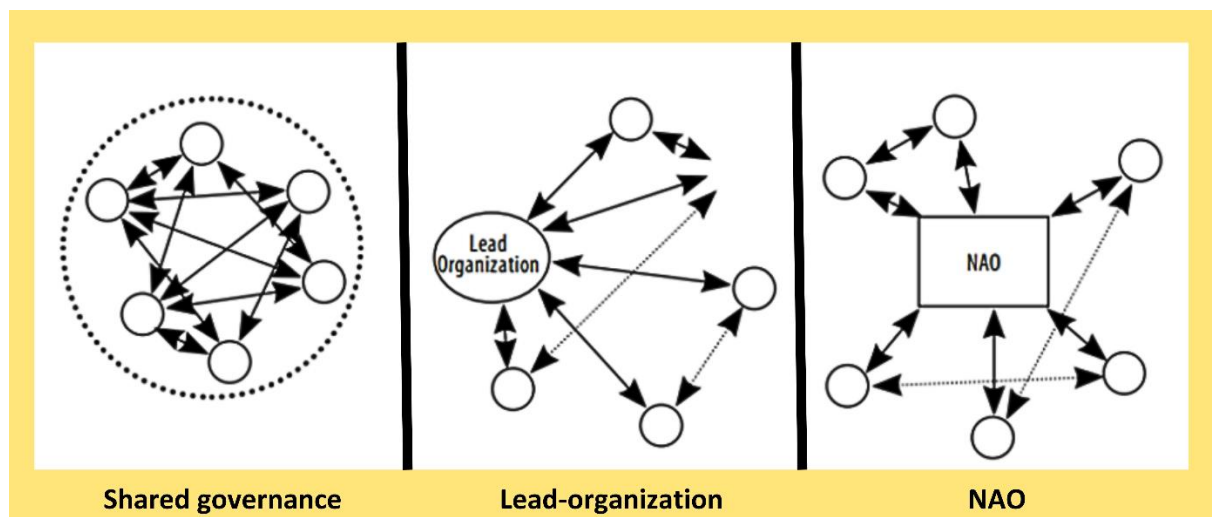 Lead
Organization
NAO
Shared governance
Lead-organization
NAO